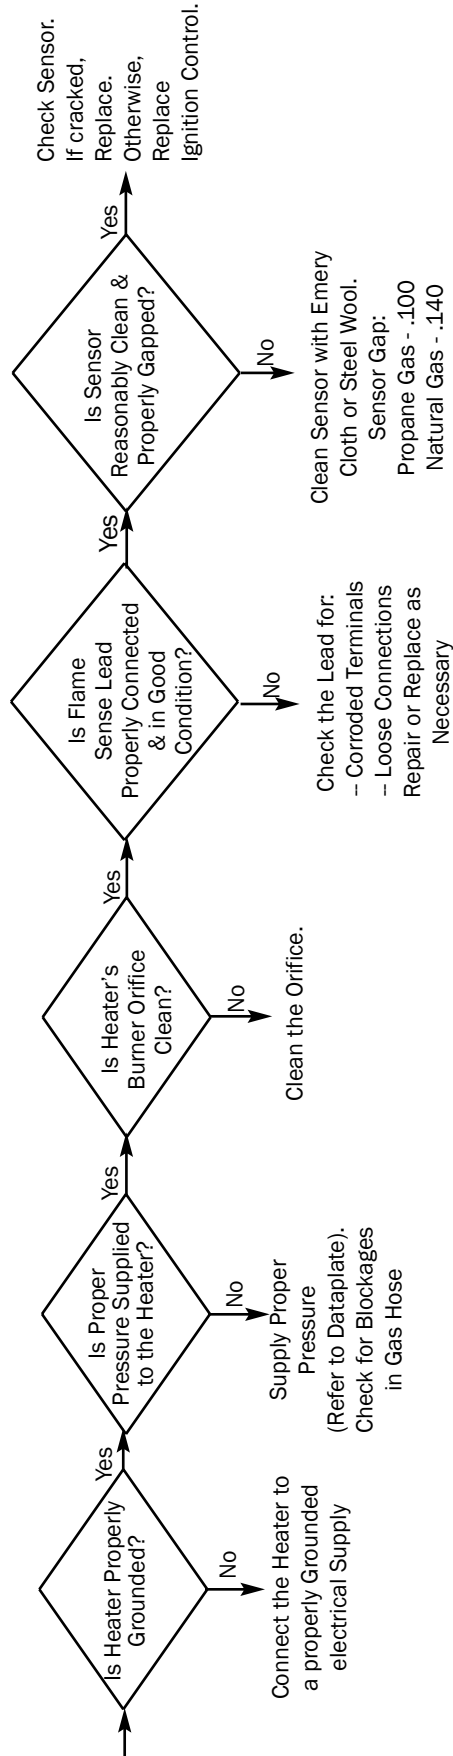 Is Heater Properly
Grounded?
Yes
No
Connect the Heater to
a properly Grounded
electrical Supply
Is Proper
Pressure Supplied
to the Heater?
Yes
No
Supply Proper
Pressure
(Refer to Dataplate).
Check for Blockages
in Gas Hose
Is Heater's
Burner Orifice
Clean?
Yes
No
Clean the Orifice.
Is Flame
Sense Lead
Properly Connected
& in Good
Condition?
Yes
No
Check the Lead for:
-- Corroded Terminals
-- Loose Connections
Repair or Replace as
Necessary
Is Sensor
Reasonably Clean &
Properly Gapped?
Yes
No
Clean Sensor with Emery
Cloth or Steel Wool.
Sensor Gap:
Propane Gas - .100
Natural Gas - .140
Check Sensor.
If cracked,
Replace.
Otherwise,
Replace
Ignition Control.